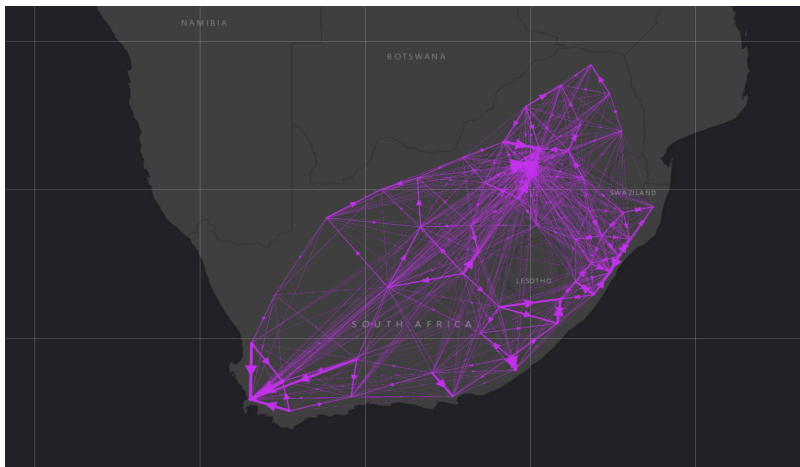 NAMIBIA
BOTSWANA
SWAZILAND
LESOTHO
SOUTH AFRICA